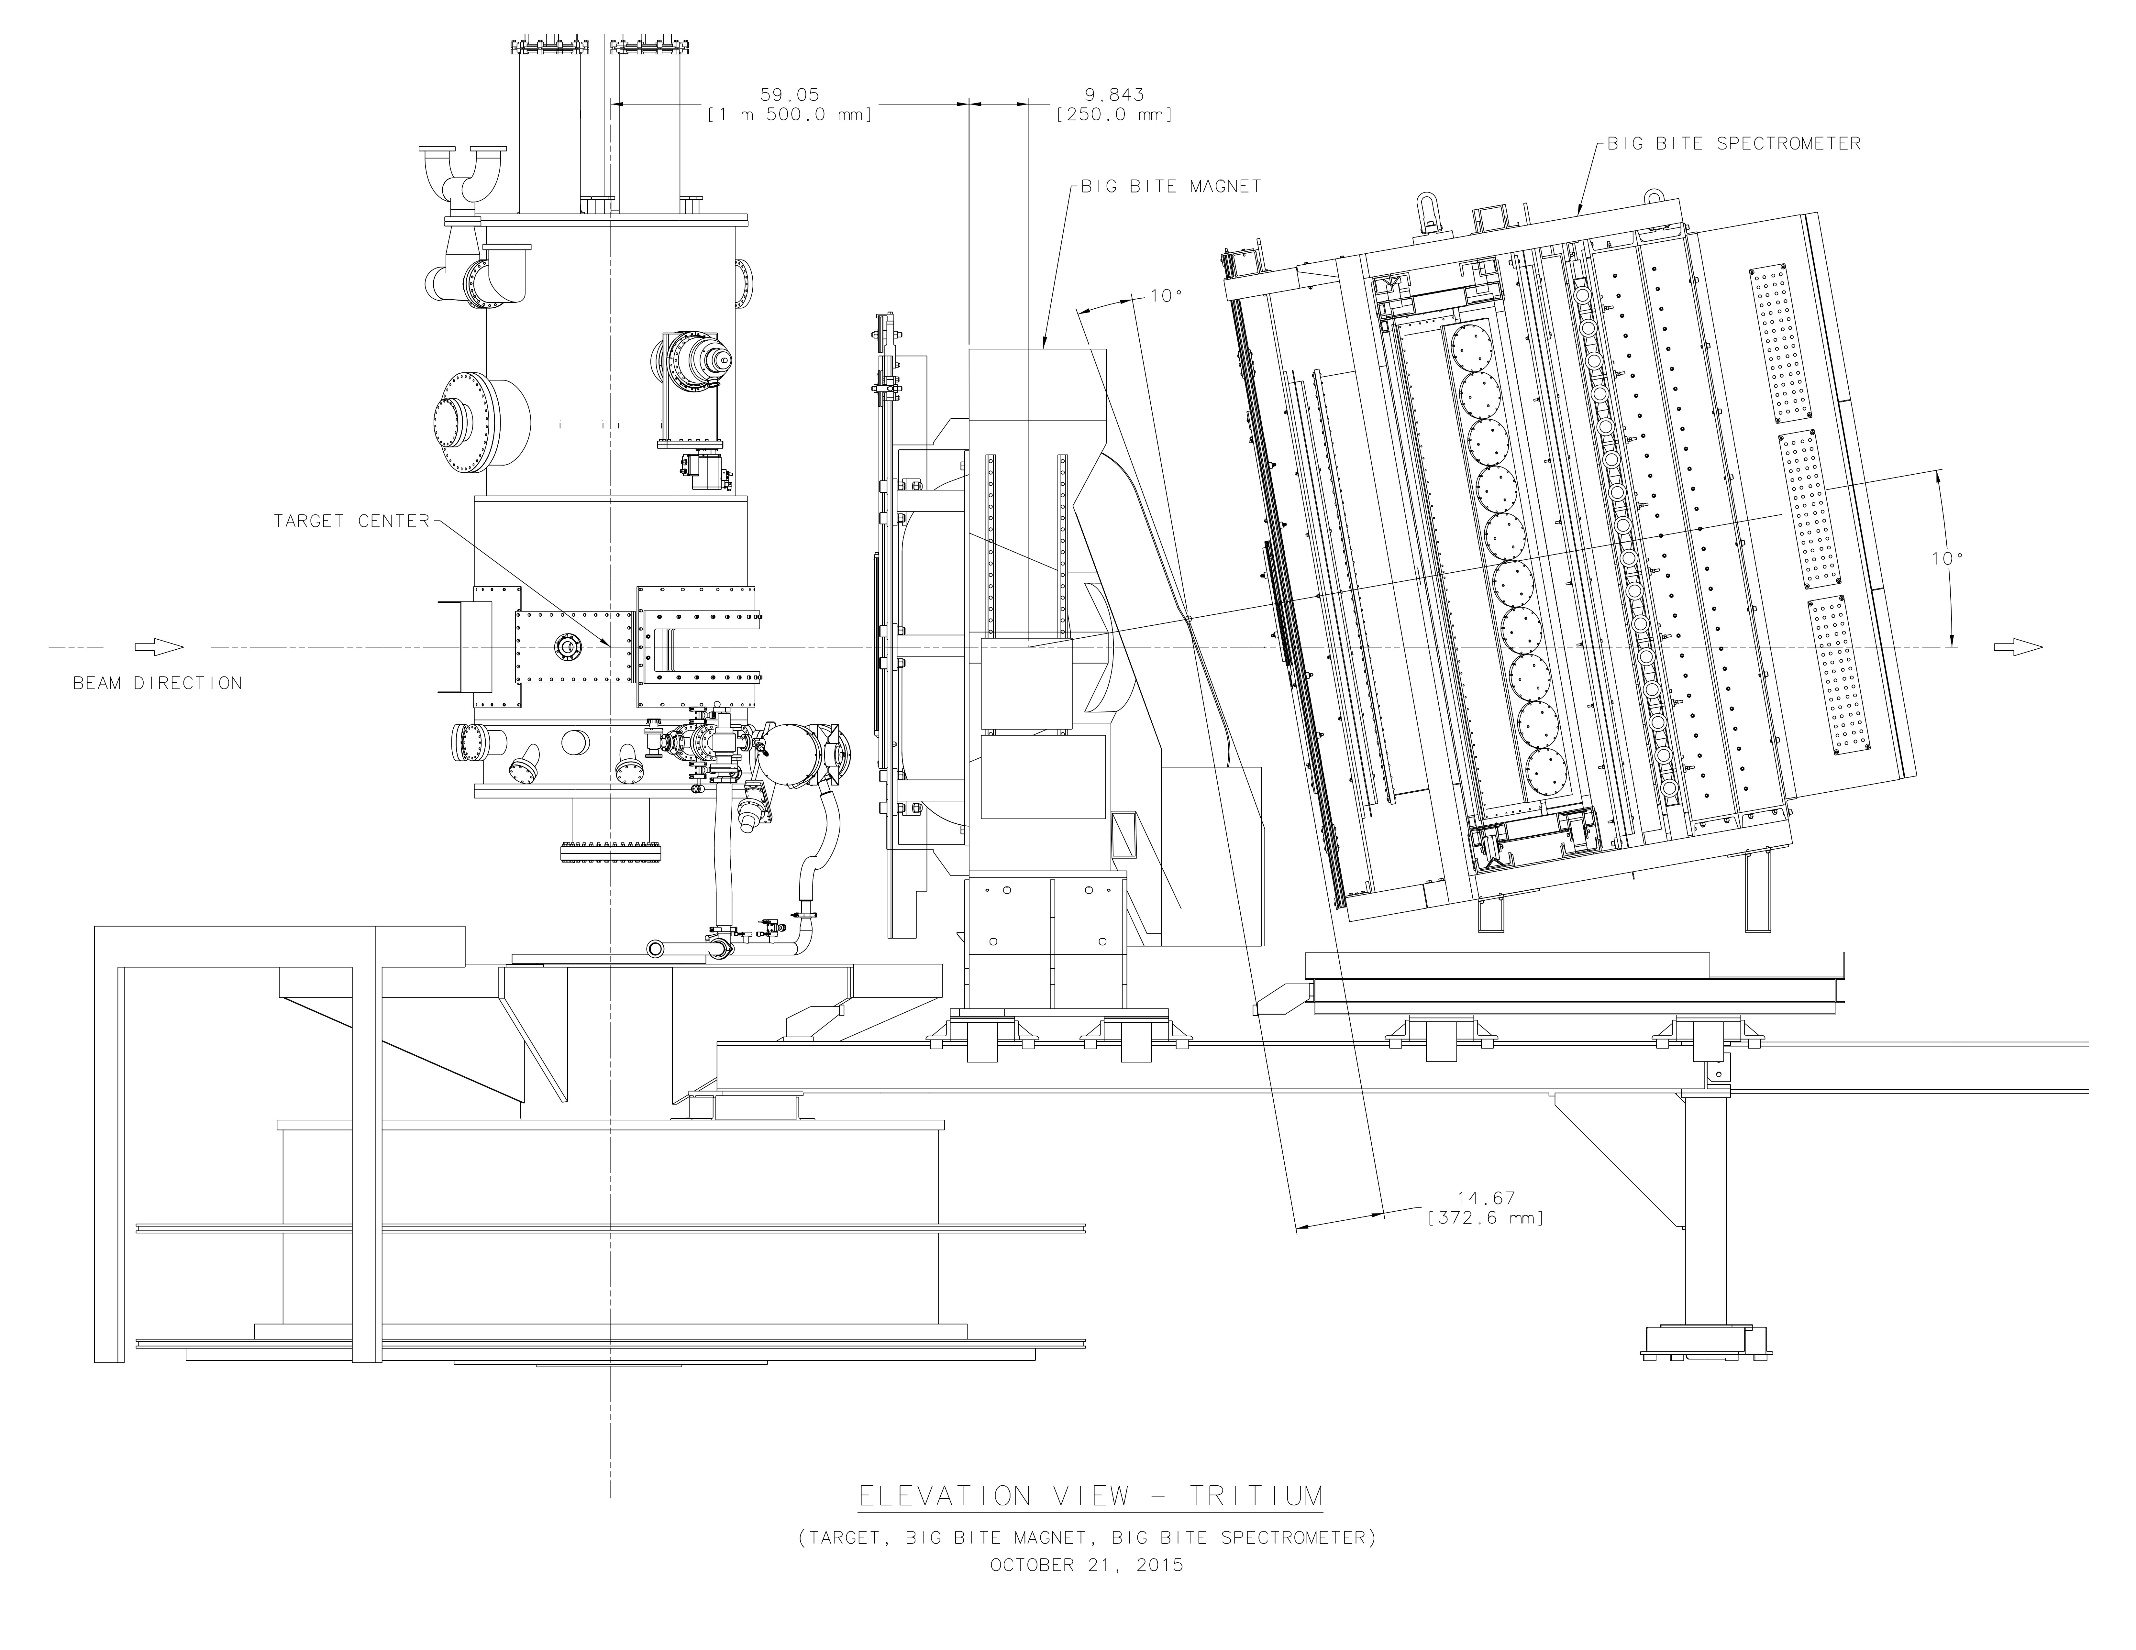 59.05
[1 m 500.0 mm]
9.843
[250.0 mm]
BIG BITE SPECTROMETER
BIG BITE MAGNET
10°
TARGET CENTER
10°
BEAM DIRECTION
14.67
[372.6 mm]
ELEVATION VIEW - TRITIUM
(TARGET, BIG BITE MAGNET, BIG BITE SPECTROMETER)
OCTOBER 21, 2015